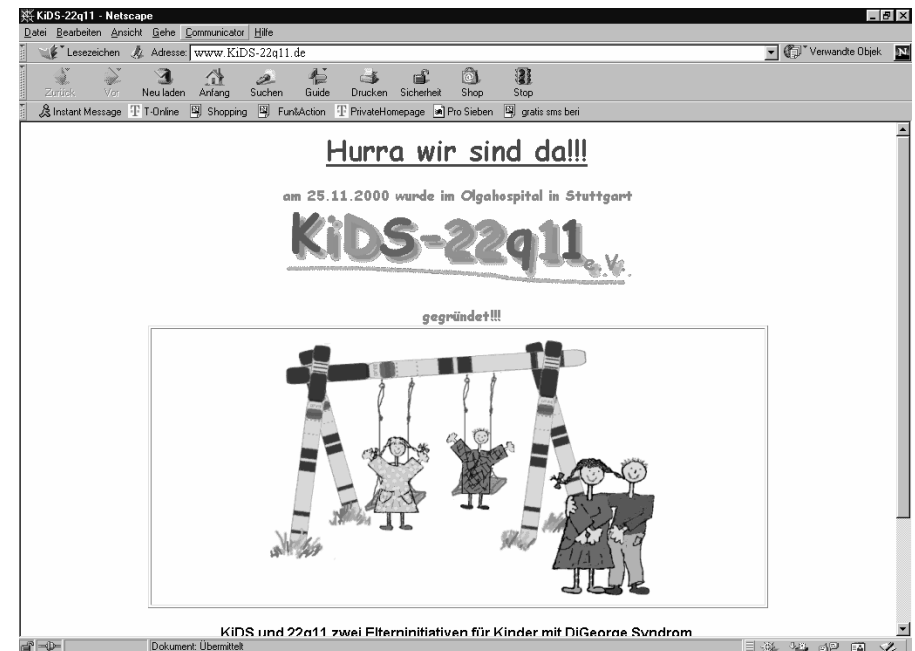 KiDS-22q11 - Netscape
Datei Bearbeiten Ansicht Gehe Communicator Hilfe
Lesezeichen Adresse: www.KiDS-22q11.de Verwandte Objek N
Zurück Vor Neu laden Anfang Suchen Guide Drucken Sicherheit Shop Stop
Instant Message T-Online Shopping Fun&Action PrivateHomepage Pro Sieben gratis sms beri
Hurra wir sind da!!!
am 25.11.2000 wurde im Olgahospital in Stuttgart
KiDS-22q11 e.V.
gegründet!!!
KiDS und 22q11 zwei Elterninitiativen für Kinder mit DiGeorge Syndrom
Dokument: Übermittelt